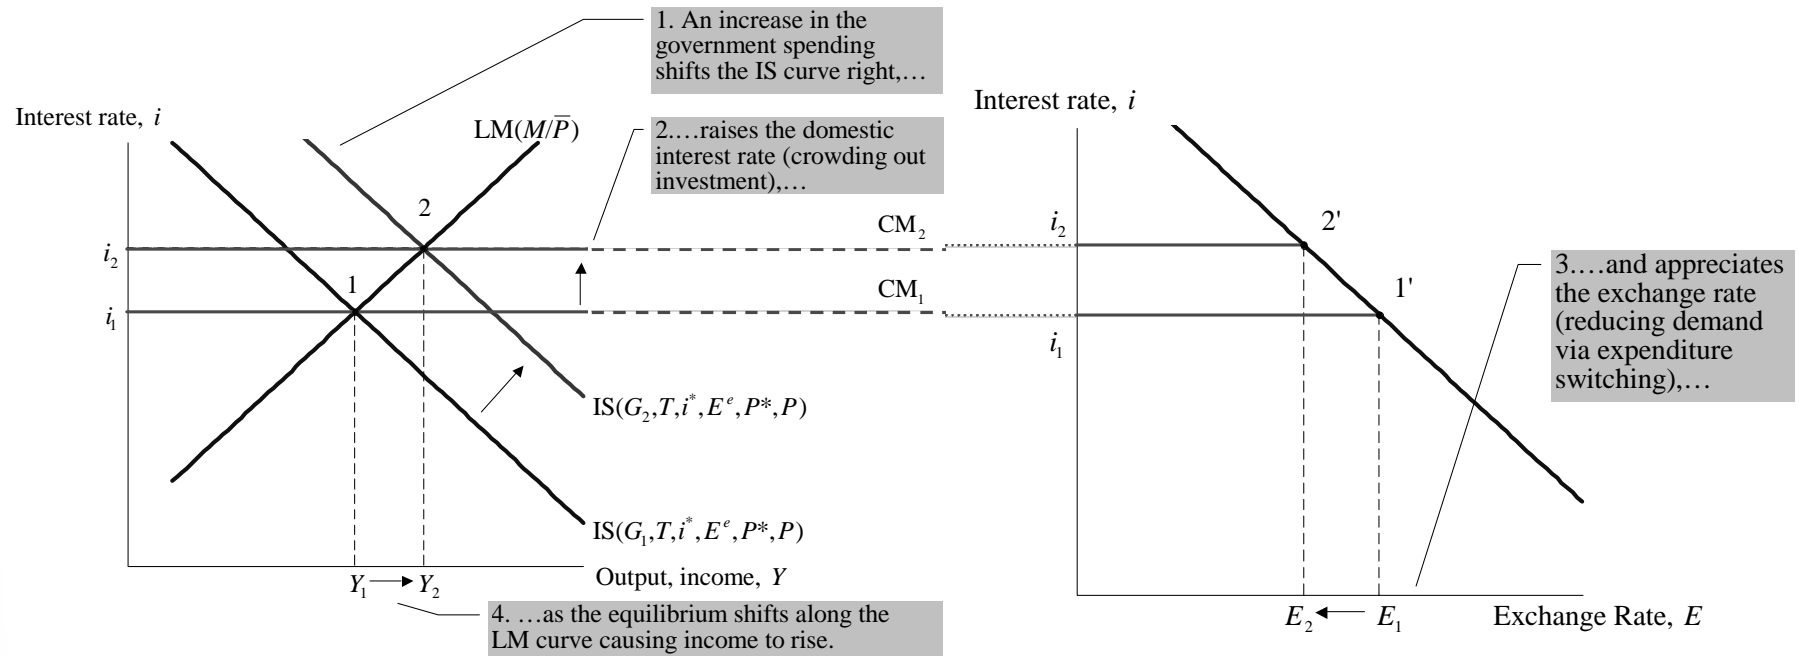 1. An increase in the
government spending
shifts the IS curve right,…
Interest rate, i
LM(M/P̅)
2.…raises the domestic
interest rate (crowding out
investment),…
2
CM₂
i₂
1
CM₁
i₁
IS(G₂,T,i*,Eᵉ,P*,P)
IS(G₁,T,i*,Eᵉ,P*,P)
Y₁ Y₂
Output, income, Y
4. …as the equilibrium shifts along the
LM curve causing income to rise.
Interest rate, i
i₂
2'
1'
i₁
3.…and appreciates
the exchange rate
(reducing demand
via expenditure
switching),…
E₂ E₁
Exchange Rate, E